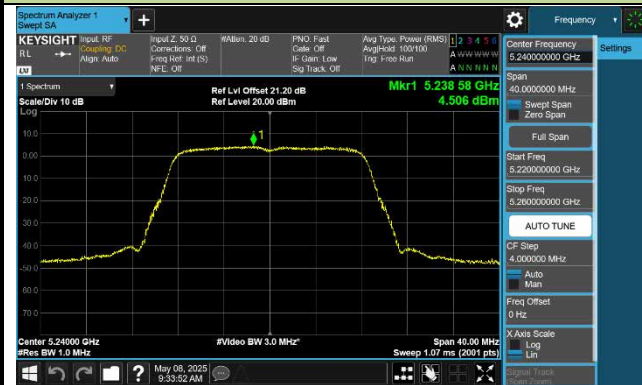 Spectrum Analyzer 1
Swept SA
+
Frequency
KEYSIGHT
RL
Input: RF
Coupling: DC
Align: Auto
Input Z: 50 Ω
Corrections: Off
Freq Ref: Int (S)
NFE: Off
#Atten: 20 dB
PNO: Fast
Gate: Off
IF Gain: Low
Sig Track: Off
Avg Type: Power (RMS)
Avg|Hold: 100/100
Trig: Free Run
1 2 3 4 5 6
A W W W W W
A N N N N N
LXI
1 Spectrum
Scale/Div 10 dB
Ref Lvl Offset 21.20 dB
Ref Level 20.00 dBm
Mkr1 5.238 58 GHz
4.506 dBm
Log
10.0
0.00
-10.0
20.0
30.0
40.0
-50.0
60.0
70.0
1
Center 5.24000 GHz
#Res BW 1.0 MHz
#Video BW 3.0 MHz*
Span 40.00 MHz
Sweep 1.07 ms (2001 pts)
May 08, 2025
9:33:52 AM
?
Center Frequency
5.240000000 GHz
Settings
Span
40.0000000 MHz
Swept Span
Zero Span
Full Span
Start Freq
5.220000000 GHz
Stop Freq
5.260000000 GHz
AUTO TUNE
CF Step
4.000000 MHz
Auto
Man
Freq Offset
0 Hz
X Axis Scale
Log
Lin
Signal Track
(Span Zoom)